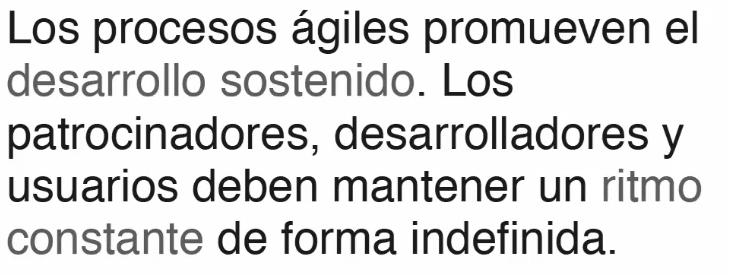 Los procesos ágiles promueven el
desarrollo sostenido. Los
patrocinadores, desarrolladores y
usuarios deben mantener un ritmo
constante de forma indefinida.